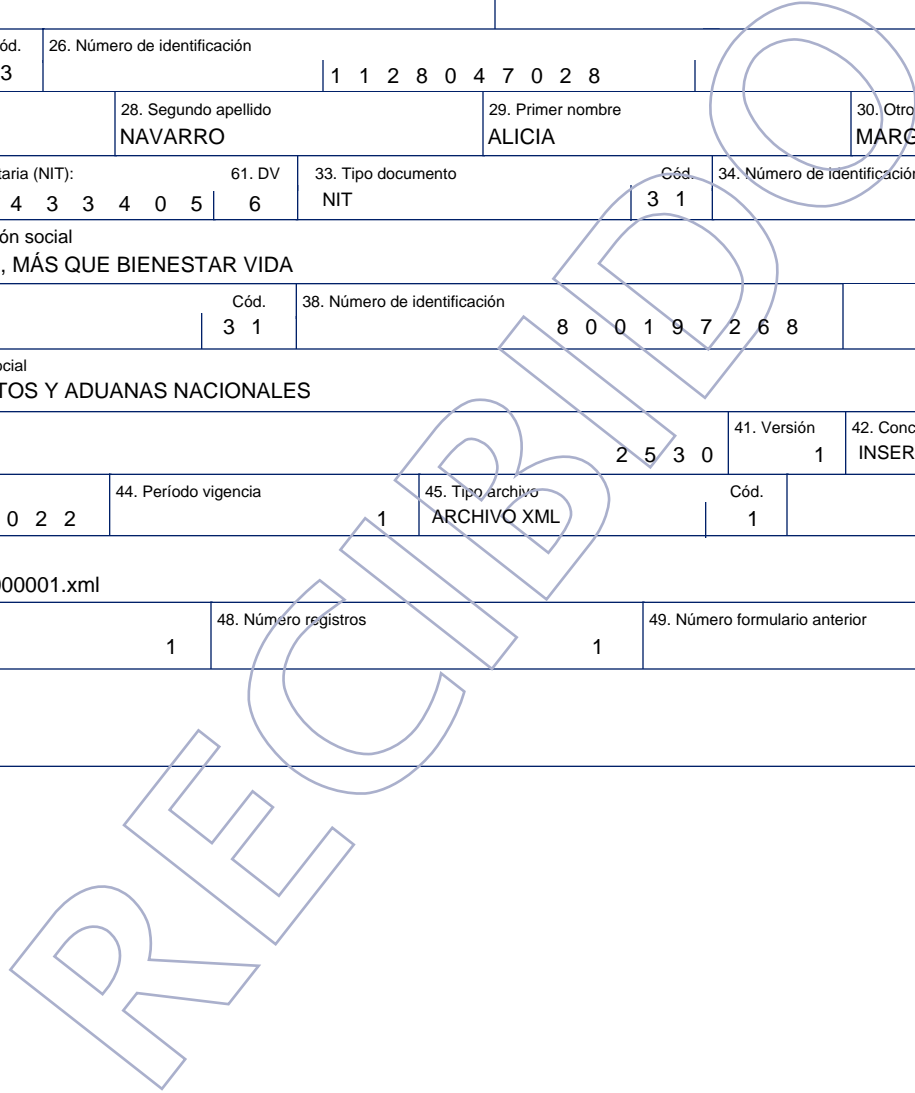 ód. 26. Número de identificación
3 1 1 2 8 0 4 7 0 2 8
28. Segundo apellido 29. Primer nombre 30. Otro
NAVARRO ALICIA MARG
taria (NIT): 61. DV 33. Tipo documento Cód. 34. Número de identificación
4 3 3 4 0 5 6 NIT 3 1
ón social
, MÁS QUE BIENESTAR VIDA
Cód. 38. Número de identificación
3 1 8 0 0 1 9 7 2 6 8
ocial
TOS Y ADUANAS NACIONALES
41. Versión 42. Conc
2 5 3 0 1 INSER
44. Período vigencia 45. Tipo archivo Cód.
0 2 2 1 ARCHIVO XML 1
000001.xml
48. Número registros 49. Número formulario anterior
1 1
RECIBIDO